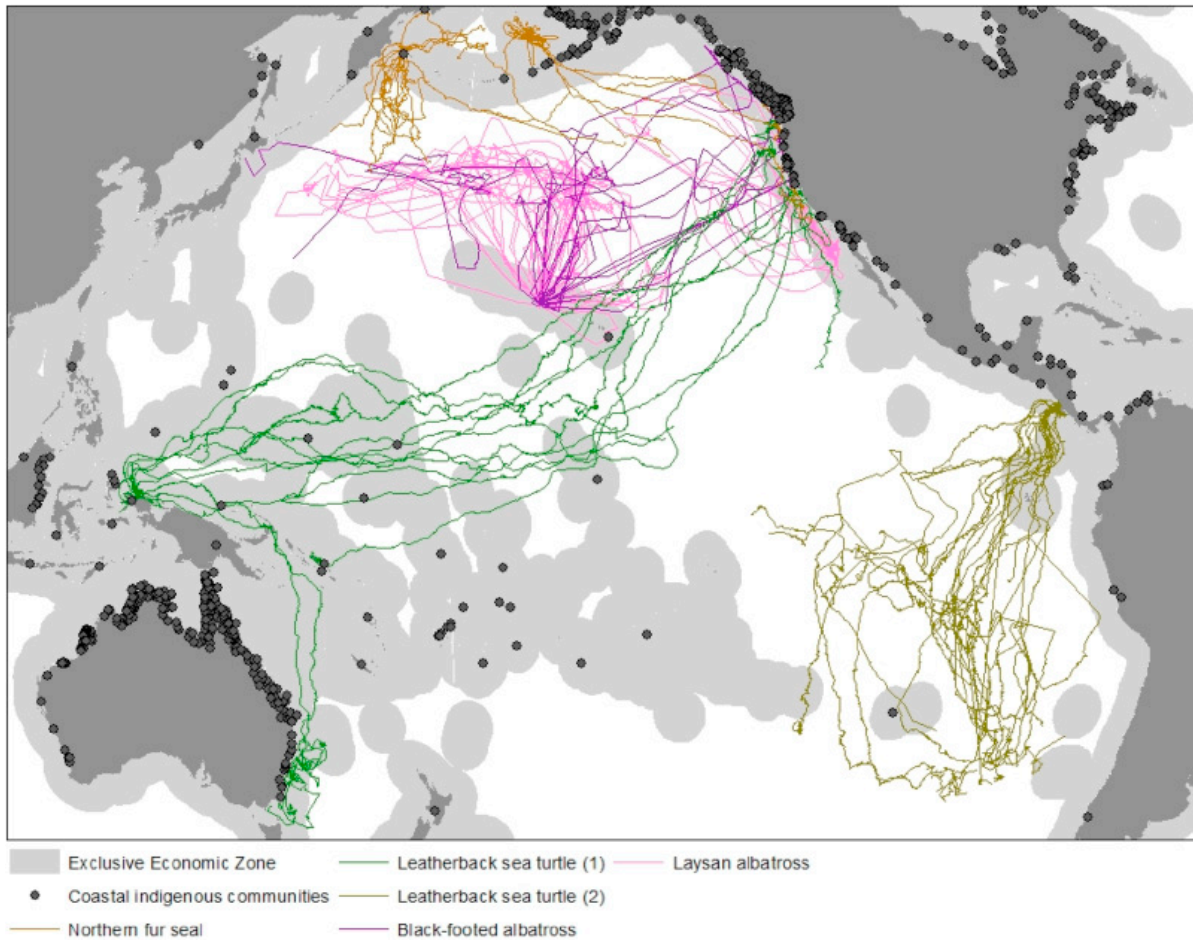 Exclusive Economic Zone
Leatherback sea turtle (1)
Laysan albatross
Coastal indigenous communities
Leatherback sea turtle (2)
Northern fur seal
Black-footed albatross